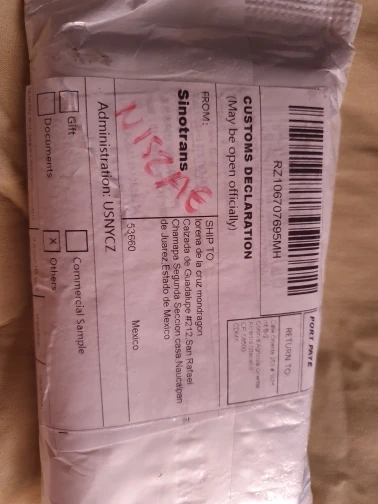 RZ106707695MH
PORT PAYE
RETURN TO
CUSTOMS DECLARATION
(May be open officially)
FROM:
Sinotrans
SHIP TO
lorena de la cruz mondragon
Calzada de Guadalupe #212 San Rafael
Chamapa Segunda Seccion casa Naucalpan
de Juarez,Estado de Mexico
53660
Mexico
Administration: USNYCZ
Gift
Commercial Sample
Documents
X
Others